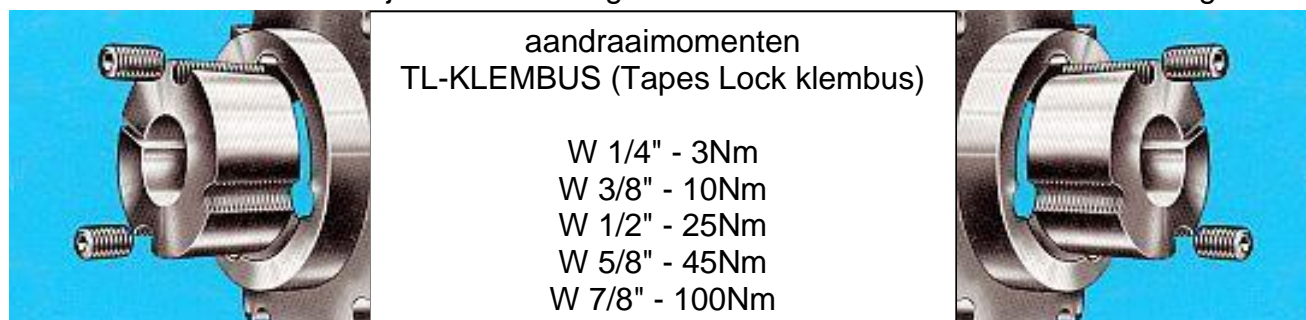 aandraaimomenten
TL-KLEMBUS (Tapes Lock klembus)
W 1/4" - 3Nm
W 3/8" - 10Nm
W 1/2" - 25Nm
W 5/8" - 45Nm
W 7/8" - 100Nm